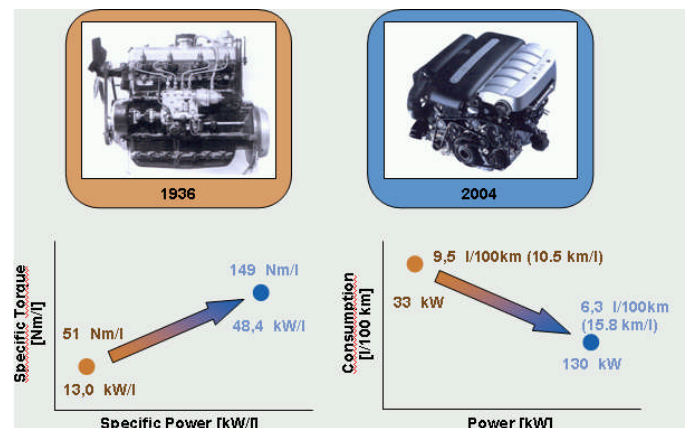 1936
2004
Specific Torque
[Nm/l]
149 Nm/l
48,4 kW/l
51 Nm/l
13,0 kW/l
Specific Power [kW/l]
Consumption
[l/100 km]
9,5 l/100km (10.5 km/l)
33 kW
6,3 l/100km
(15.8 km/l)
130 kW
Power [kW]